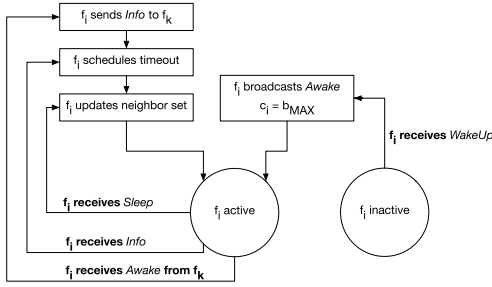 fi sends Info to fk
fi schedules timeout
fi updates neighbor set
fi broadcasts Awake
ci = bMAX
fi receives WakeUp
fi receives Sleep
fi active
fi inactive
fi receives Info
fi receives Awake from fk